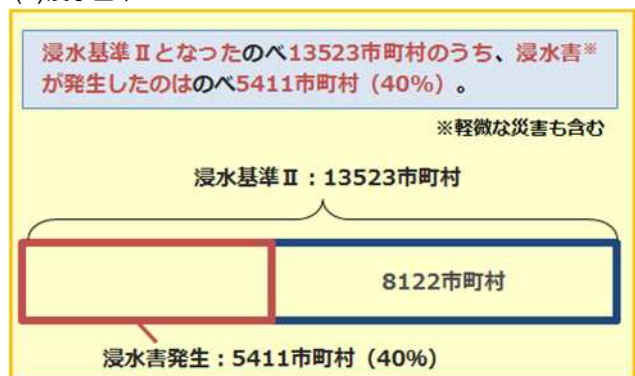 浸水基準Ⅱとなったのべ13523市町村のうち、浸水害※
が発生したのはのべ5411市町村（40%）。
※軽微な災害も含む
浸水基準Ⅱ：13523市町村
8122市町村
浸水害発生：5411市町村（40%）